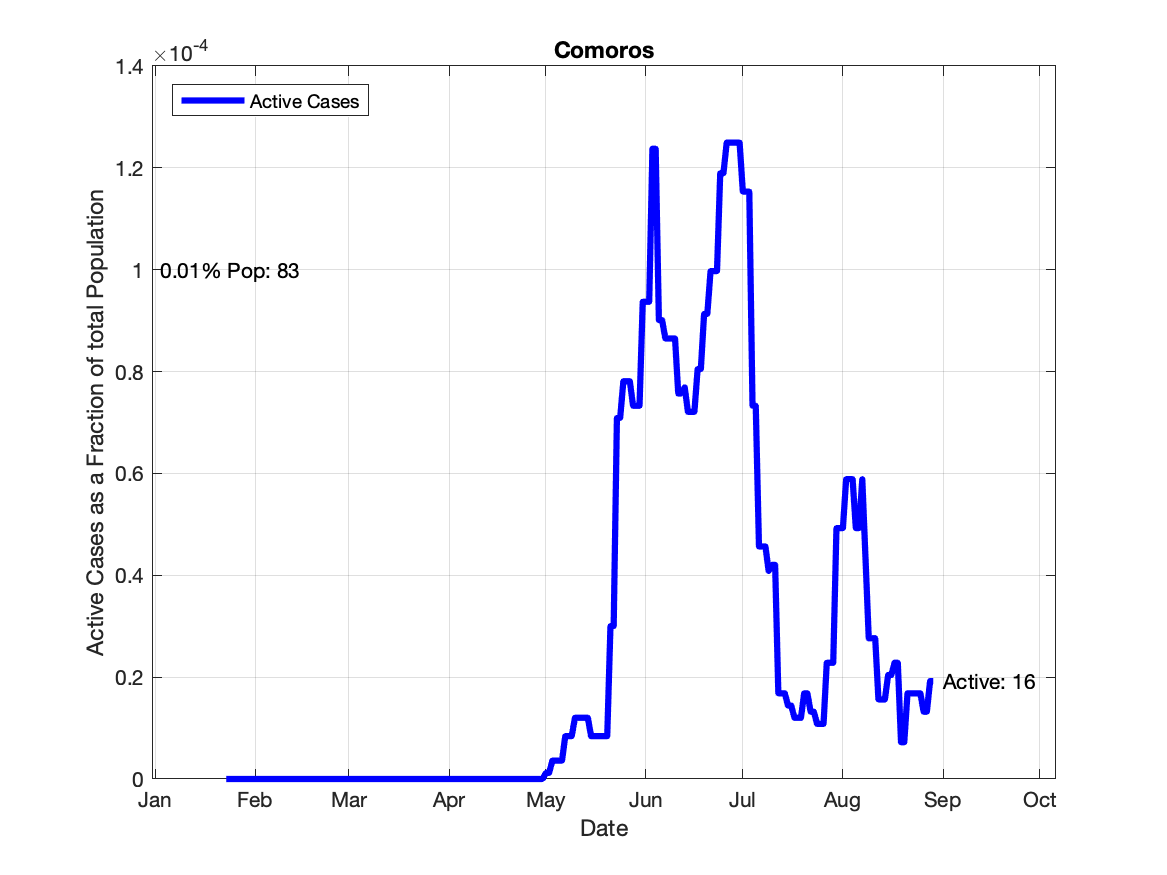 Comoros
×10-4
1.4
1.2
1
0.8
0.6
0.4
0.2
0
Active Cases as a Fraction of total Population
Active Cases
0.01% Pop: 83
Active: 16
Jan Feb Mar Apr May Jun Jul Aug Sep Oct
Date